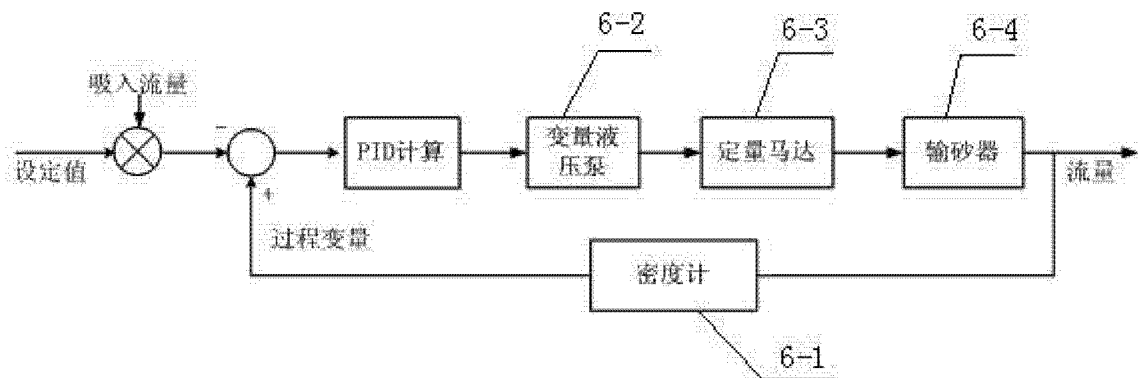 6-2
6-3
6-4
吸入流量
设定值
-
+
PID计算
变量液
压泵
定量马达
输砂器
流量
过程变量
密度计
6-1